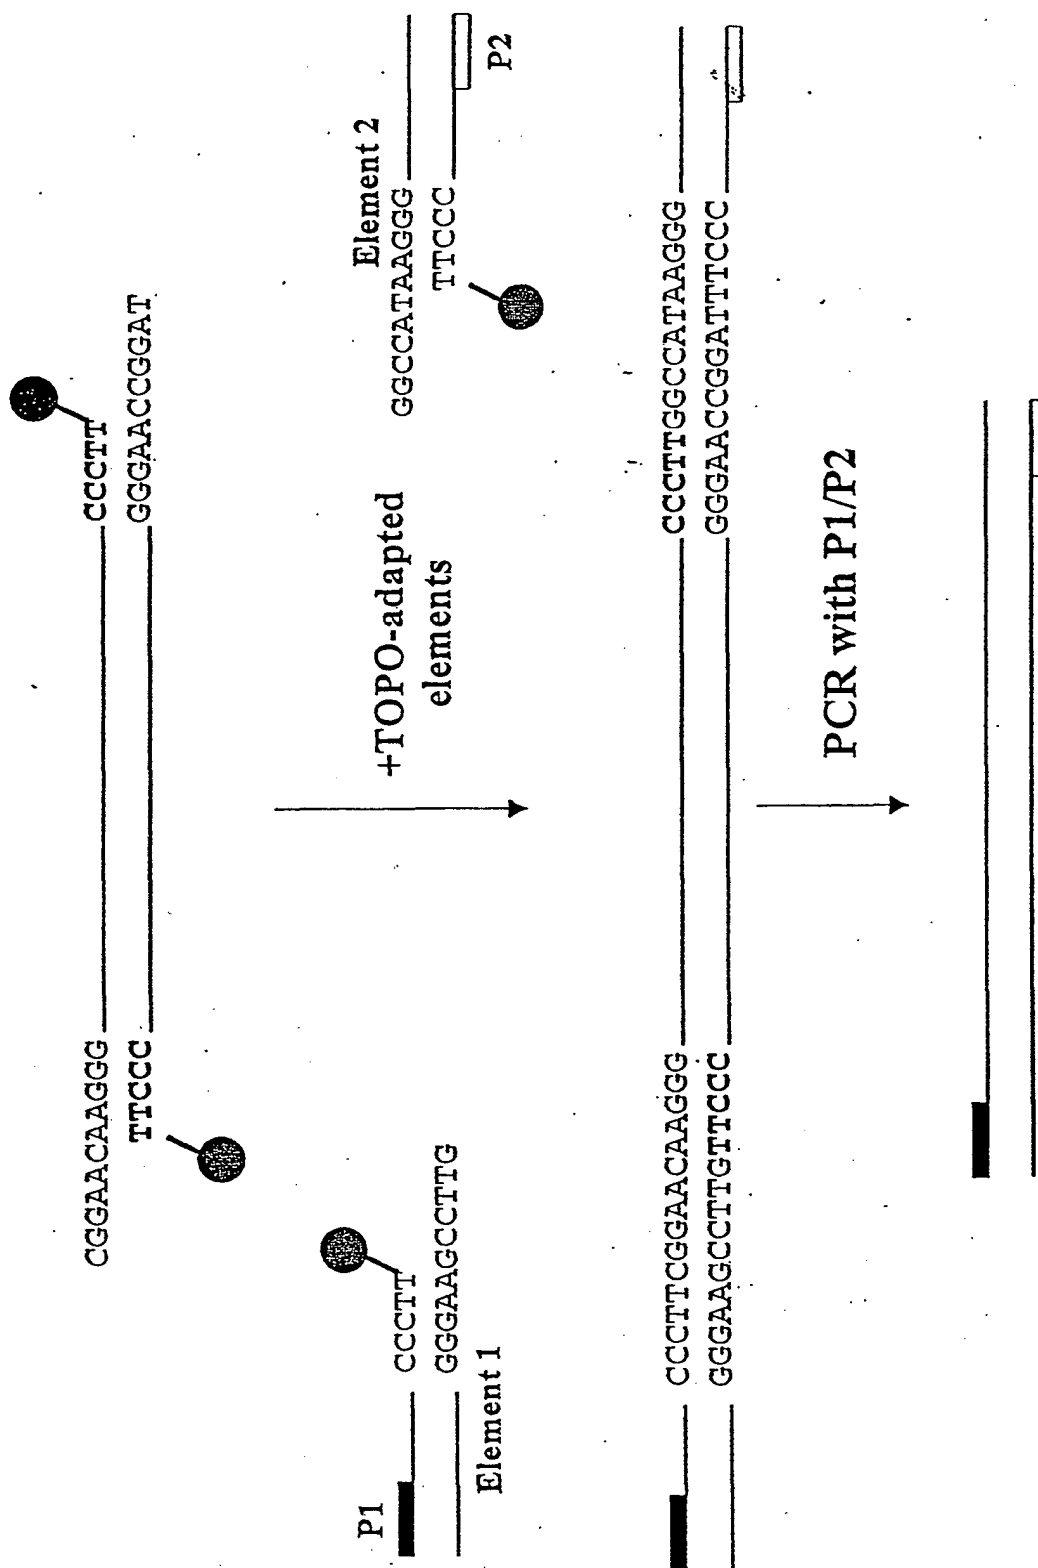 CGGAACAAGGG CCCTT
TTCCC GGGAACCGGAT
P1
CCCTT
GGGAAGCCTTG
Element 1
+TOPO-adapted
elements
Element 2
GGCCATAAGGG
TTCCC
P2
CCCTTCGGAACAAGGG CCCTTGGCCATAAGGG
GGGAAGCCTTGTTCCC GGGAACCGGATTTCCC
PCR with P1/P2